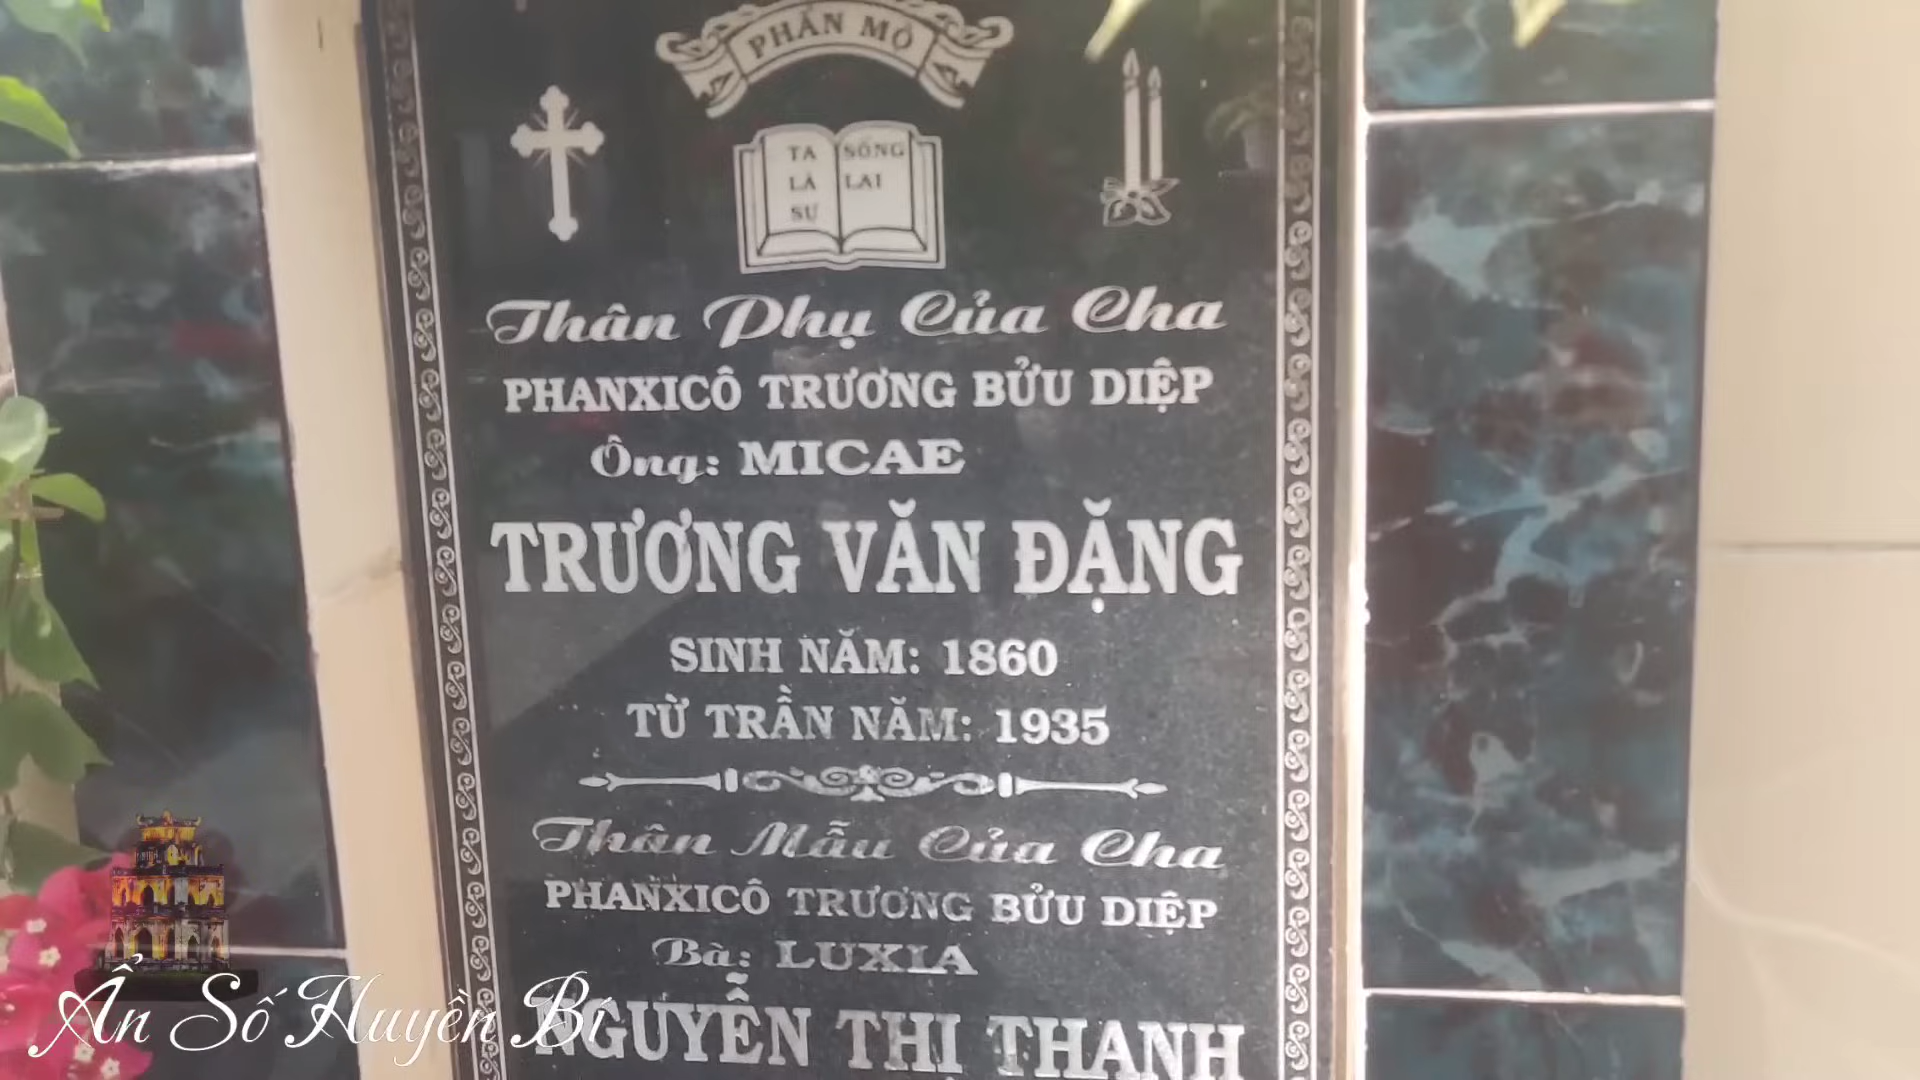 PHẦN MỘ
TA
LÀ
SỰ
SỐNG
LẠI
Thân Phụ Của Cha
PHANXICÔ TRƯƠNG BỬU DIỆP
Ông: MICAE
TRƯƠNG VĂN ĐẶNG
SINH NĂM: 1860
TỪ TRẦN NĂM: 1935
Thân Mẫu Của Cha
PHANXICÔ TRƯƠNG BỬU DIỆP
Bà: LUXIA
NGUYỄN THỊ THANH
Ẩn Số Huyền Bí